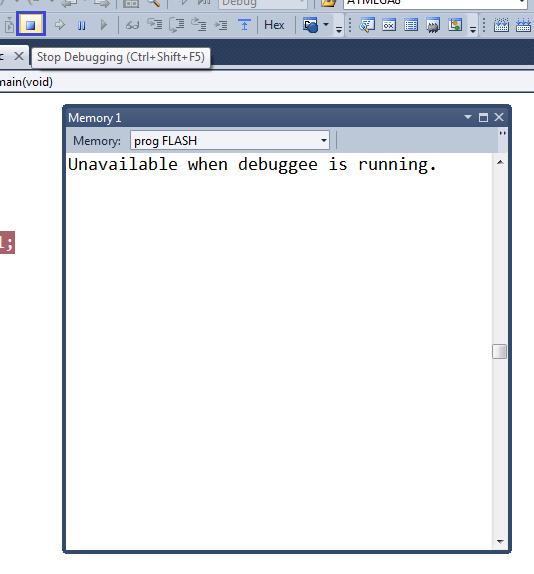 Debug
ATMEGA8
Hex
c
Stop Debugging (Ctrl+Shift+F5)
main(void)
Memory 1
Memory: prog FLASH
Unavailable when debuggee is running.
1;